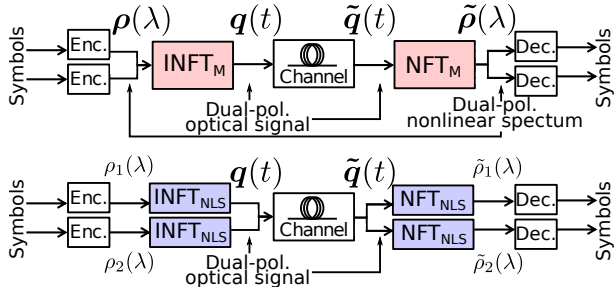 ρ(λ) q(t) q̃(t) ρ̃(λ)
Symbols Enc. INFT_M Channel NFT_M Dec. Symbols
Enc. Dec.
Dual-pol.
optical signal
Dual-pol.
nonlinear spectum
ρ₁(λ) q(t) q̃(t) ρ̃₁(λ)
Symbols Enc. INFT_NLS Channel NFT_NLS Dec. Symbols
Enc. INFT_NLS NFT_NLS Dec.
ρ₂(λ) Dual-pol. ρ̃₂(λ)
optical signal